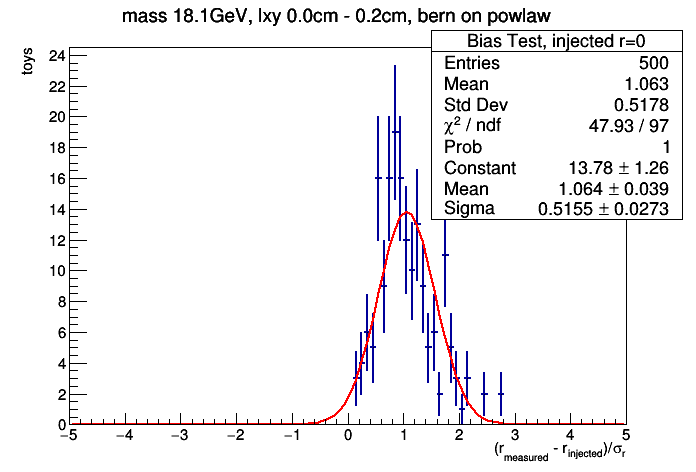 mass 18.1GeV, lxy 0.0cm - 0.2cm, bern on powlaw
Bias Test, injected r=0
Entries 500
Mean 1.063
Std Dev 0.5178
χ² / ndf 47.93 / 97
Prob 1
Constant 13.78 ± 1.26
Mean 1.064 ± 0.039
Sigma 0.5155 ± 0.0273
toys
24
22
20
18
16
14
12
10
8
6
4
2
0
−5 −4 −3 −2 −1 0 1 2 3 4 5
(r_measured - r_injected)/σ_r